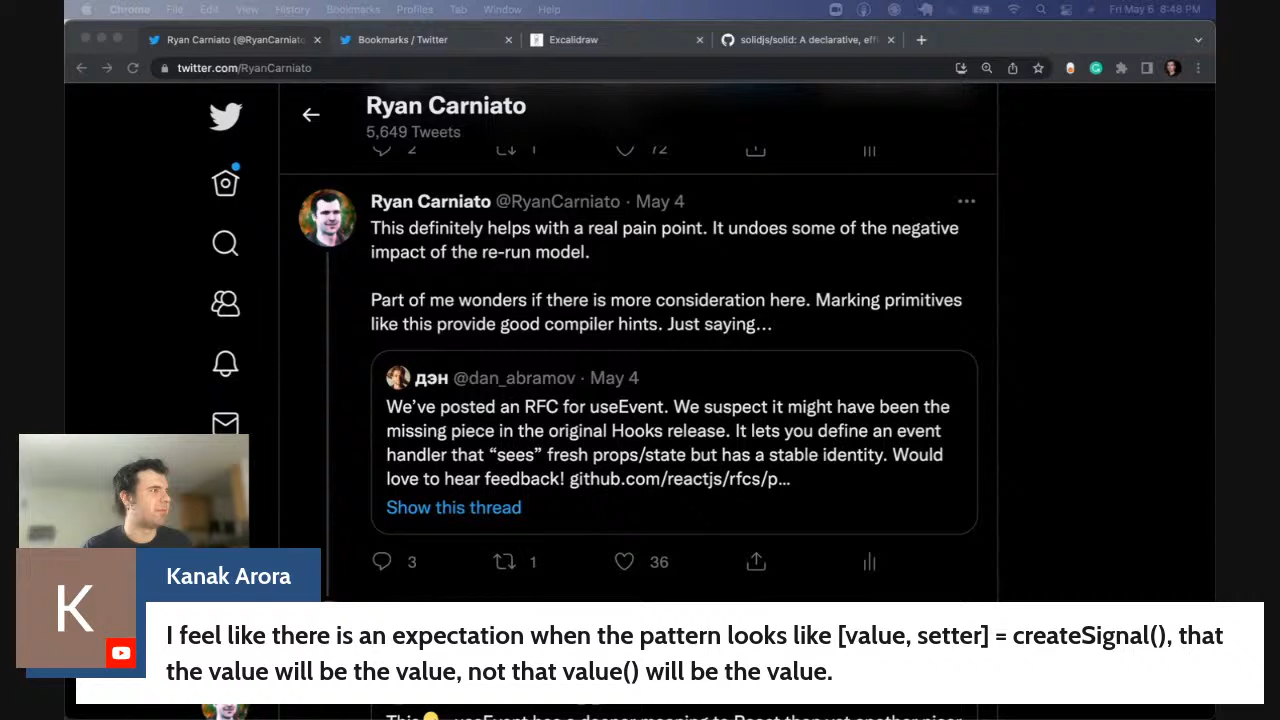 Chrome File Edit View History Bookmarks Profiles Tab Window Help Fri May 6 8:48 PM
Ryan Carniato (@RyanCarniato Bookmarks / Twitter Excalidraw solidjs/solid: A declarative, eff
twitter.com/RyanCarniato
Ryan Carniato
5,649 Tweets
2 1 72
Ryan Carniato @RyanCarniato · May 4
This definitely helps with a real pain point. It undoes some of the negative
impact of the re-run model.
Part of me wonders if there is more consideration here. Marking primitives
like this provide good compiler hints. Just saying...
дэн @dan_abramov · May 4
We’ve posted an RFC for useEvent. We suspect it might have been the
missing piece in the original Hooks release. It lets you define an event
handler that “sees” fresh props/state but has a stable identity. Would
love to hear feedback! github.com/reactjs/rfcs/p...
Show this thread
3 1 36
K
Kanak Arora
I feel like there is an expectation when the pattern looks like [value, setter] = createSignal(), that
the value will be the value, not that value() will be the value.